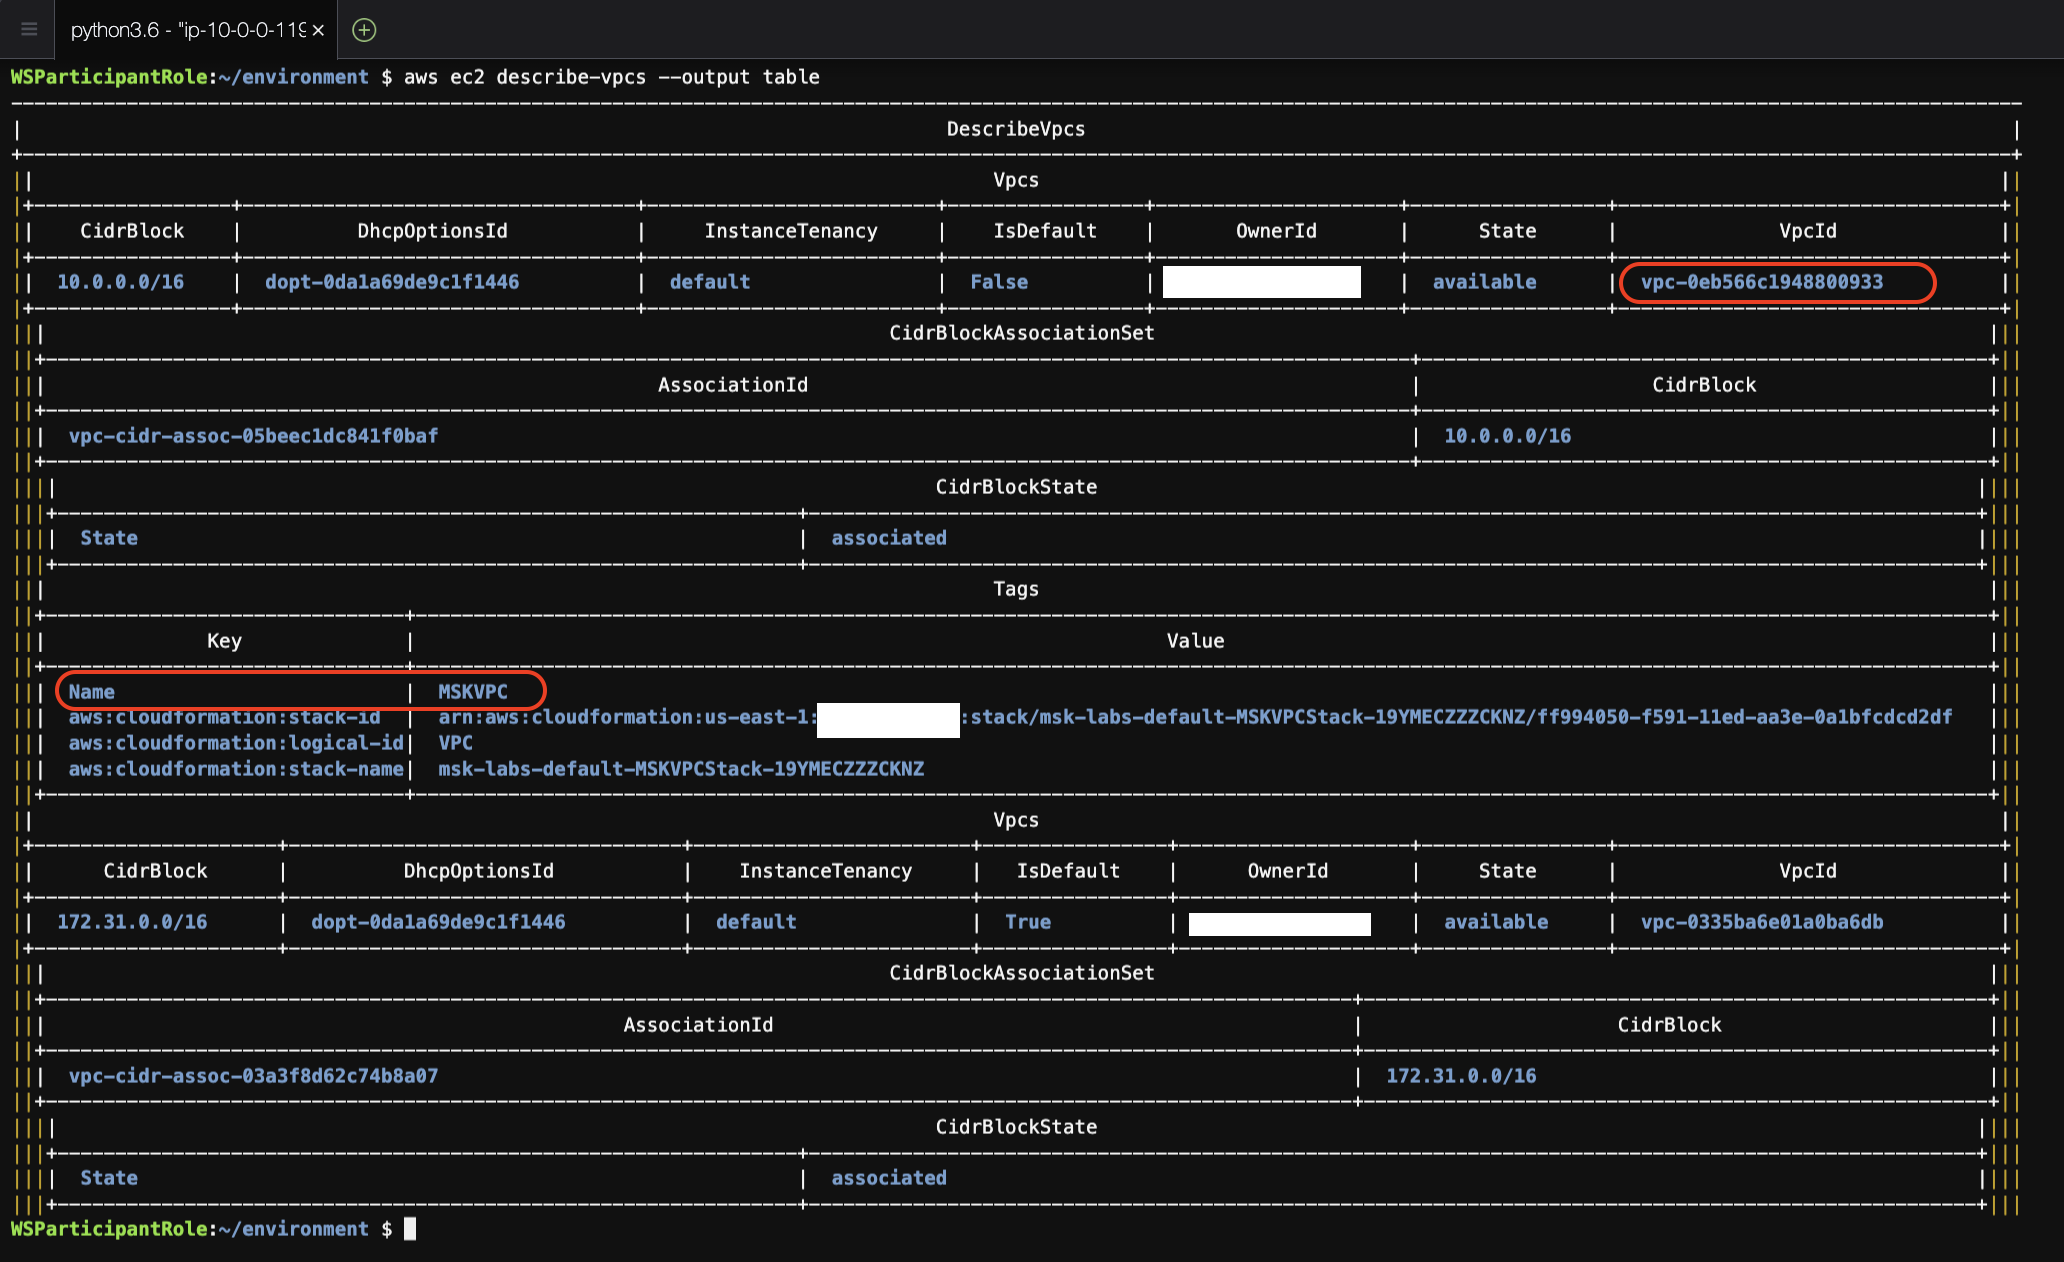 python3.6 - "ip-10-0-0-119
WSParticipantRole:~/environment $ aws ec2 describe-vpcs --output table
DescribeVpcs
Vpcs
CidrBlock | DhcpOptionsId | InstanceTenancy | IsDefault | OwnerId | State | VpcId
10.0.0.0/16 | dopt-0da1a69de9c1f1446 | default | False | | available | vpc-0eb566c1948800933
CidrBlockAssociationSet
AssociationId | CidrBlock
vpc-cidr-assoc-05beec1dc841f0baf | 10.0.0.0/16
CidrBlockState
State | associated
Tags
Key | Value
Name | MSKVPC
aws:cloudformation:stack-id | arn:aws:cloudformation:us-east-1: :stack/msk-labs-default-MSKVPCStack-19YMECZZZCKNZ/ff994050-f591-11ed-aa3e-0a1bfcdcd2df
aws:cloudformation:logical-id | VPC
aws:cloudformation:stack-name | msk-labs-default-MSKVPCStack-19YMECZZZCKNZ
Vpcs
CidrBlock | DhcpOptionsId | InstanceTenancy | IsDefault | OwnerId | State | VpcId
172.31.0.0/16 | dopt-0da1a69de9c1f1446 | default | True | | available | vpc-0335ba6e01a0ba6db
CidrBlockAssociationSet
AssociationId | CidrBlock
vpc-cidr-assoc-03a3f8d62c74b8a07 | 172.31.0.0/16
CidrBlockState
State | associated
WSParticipantRole:~/environment $